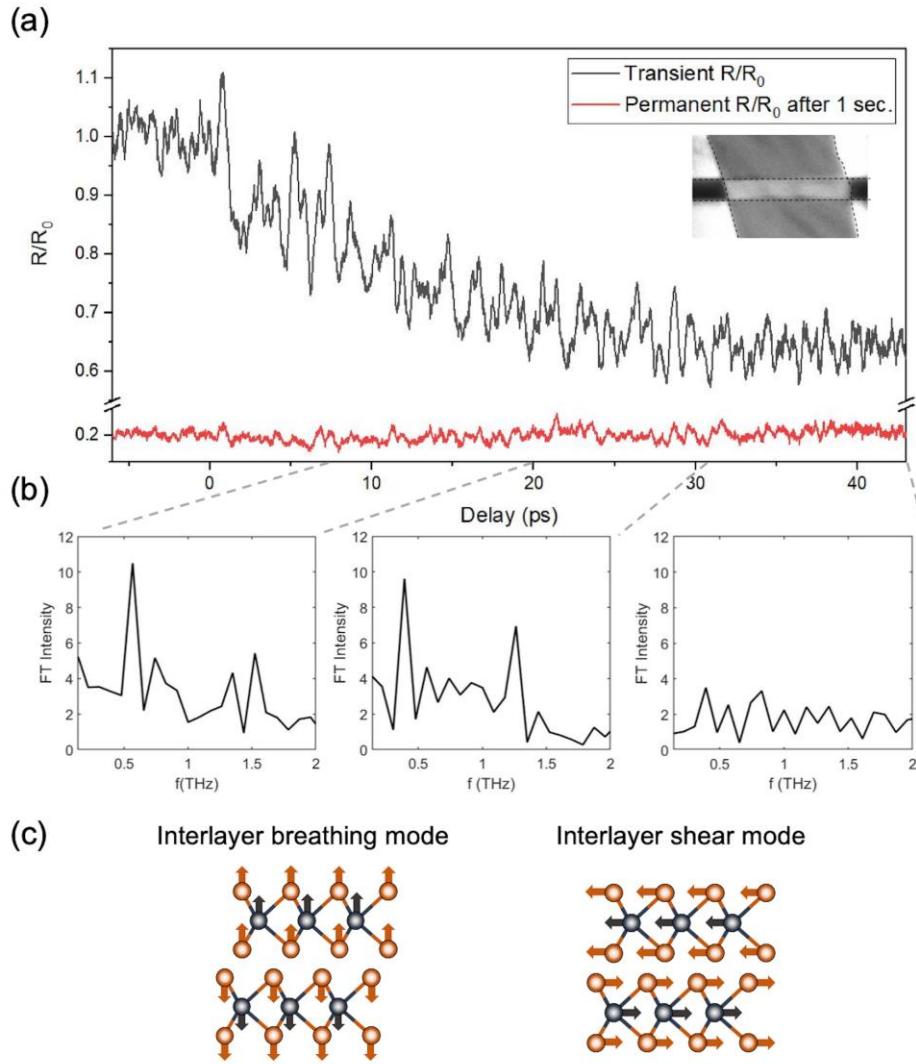 (a)
Transient R/R₀
Permanent R/R₀ after 1 sec.
1.1
1.0
0.9
0.8
0.7
0.6
0.2
R/R₀
0 10 20 30 40
Delay (ps)
(b)
12
10
8
6
4
2
0
FT Intensity
0.5 1 1.5 2
f(THz)
12
10
8
6
4
2
0
FT Intensity
0.5 1 1.5 2
f (THz)
12
10
8
6
4
2
0
FT Intensity
0.5 1 1.5 2
f (THz)
(c)
Interlayer breathing mode Interlayer shear mode